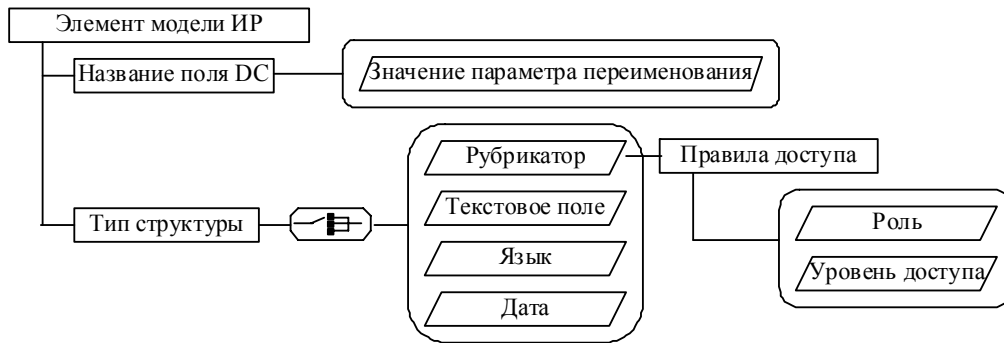 Элемент модели ИР
Название поля DC
Значение параметра переименования
Рубрикатор
Правила доступа
Текстовое поле
Тип структуры
Роль
Язык
Уровень доступа
Дата